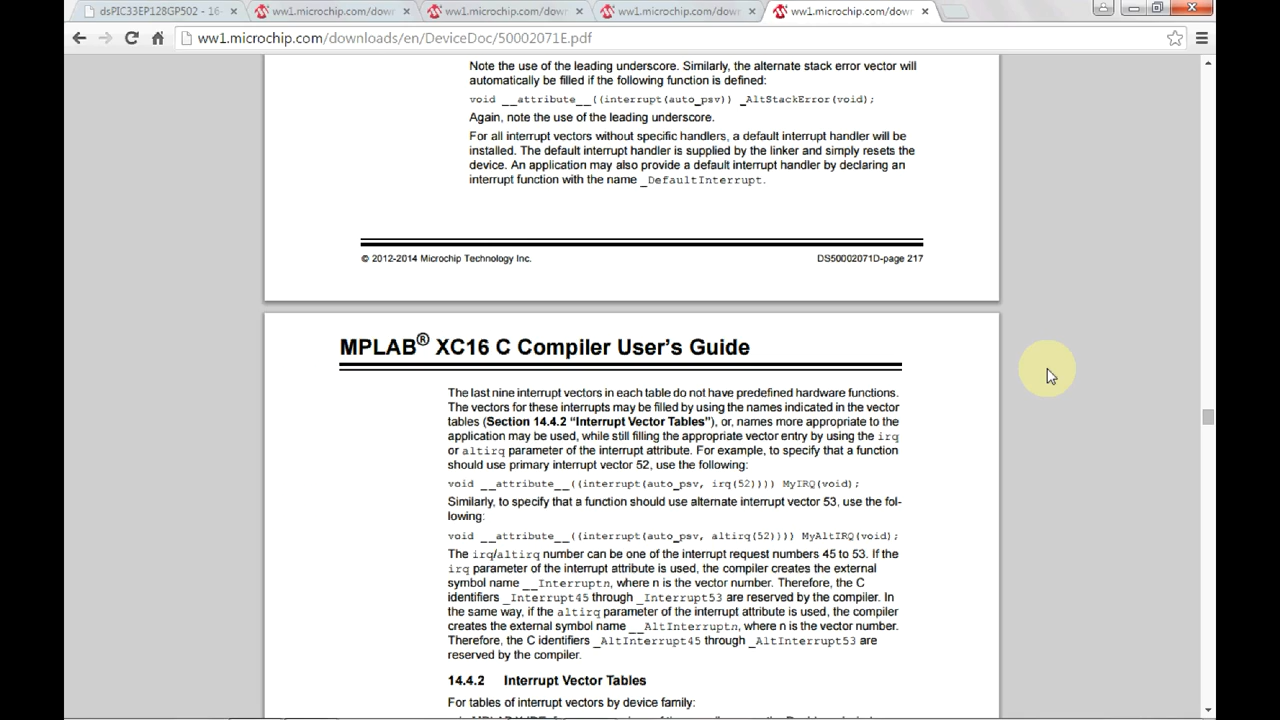 dsPIC33EP128GP502 - 16-
ww1.microchip.com/dow
ww1.microchip.com/dow
ww1.microchip.com/dow
ww1.microchip.com/dow
ww1.microchip.com/downloads/en/DeviceDoc/50002071E.pdf
Note the use of the leading underscore. Similarly, the alternate stack error vector will
automatically be filled if the following function is defined:
void __attribute__((interrupt(auto_psv)) _AltStackError(void);
Again, note the use of the leading underscore.
For all interrupt vectors without specific handlers, a default interrupt handler will be
installed. The default interrupt handler is supplied by the linker and simply resets the
device. An application may also provide a default interrupt handler by declaring an
interrupt function with the name _DefaultInterrupt.
© 2012-2014 Microchip Technology Inc.
DS50002071D-page 217
MPLAB® XC16 C Compiler User's Guide
The last nine interrupt vectors in each table do not have predefined hardware functions.
The vectors for these interrupts may be filled by using the names indicated in the vector
tables (Section 14.4.2 “Interrupt Vector Tables”), or, names more appropriate to the
application may be used, while still filling the appropriate vector entry by using the irq
or altirq parameter of the interrupt attribute. For example, to specify that a function
should use primary interrupt vector 52, use the following:
void __attribute__((interrupt(auto_psv, irq(52)))) MyIRQ(void);
Similarly, to specify that a function should use alternate interrupt vector 53, use the fol-
lowing:
void __attribute__((interrupt(auto_psv, altirq(52)))) MyAltIRQ(void);
The irq/altirq number can be one of the interrupt request numbers 45 to 53. If the
irq parameter of the interrupt attribute is used, the compiler creates the external
symbol name __Interruptn, where n is the vector number. Therefore, the C
identifiers _Interrupt45 through _Interrupt53 are reserved by the compiler. In
the same way, if the altirq parameter of the interrupt attribute is used, the compiler
creates the external symbol name __AltInterruptn, where n is the vector number.
Therefore, the C identifiers _AltInterrupt45 through _AltInterrupt53 are
reserved by the compiler.
14.4.2 Interrupt Vector Tables
For tables of interrupt vectors by device family: